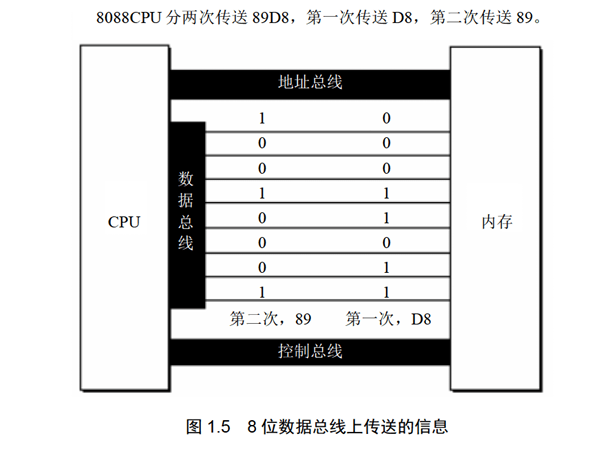 8088CPU 分两次传送 89D8，第一次传送 D8，第二次传送 89。
地址总线
1 0
0 0
0 0
1 1
0 1
0 0
0 1
1 1
数据总线
CPU
内存
第二次，89 第一次，D8
控制总线
图 1.5 8 位数据总线上传送的信息